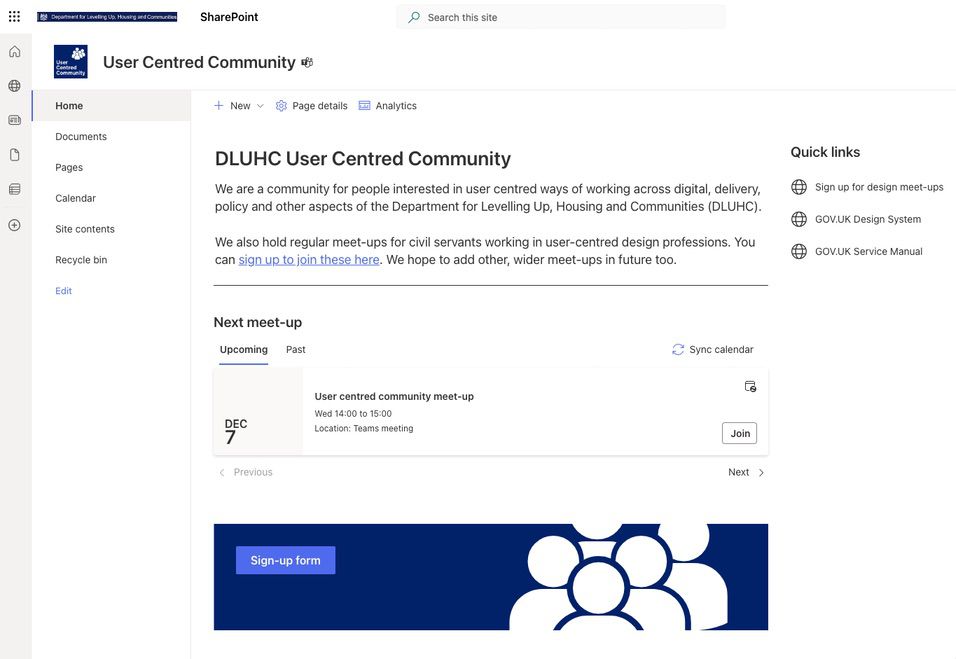 Department for Levelling Up, Housing and Communities
SharePoint
Search this site
User
Centred
Community
User Centred Community
Home
Documents
Pages
Calendar
Site contents
Recycle bin
Edit
New
Page details
Analytics
DLUHC User Centred Community
We are a community for people interested in user centred ways of working across digital, delivery,
policy and other aspects of the Department for Levelling Up, Housing and Communities (DLUHC).
We also hold regular meet-ups for civil servants working in user-centred design professions. You
can sign up to join these here. We hope to add other, wider meet-ups in future too.
Next meet-up
Upcoming
Past
Sync calendar
DEC
7
User centred community meet-up
Wed 14:00 to 15:00
Location: Teams meeting
Join
Previous
Next
Sign-up form
Quick links
Sign up for design meet-ups
GOV.UK Design System
GOV.UK Service Manual